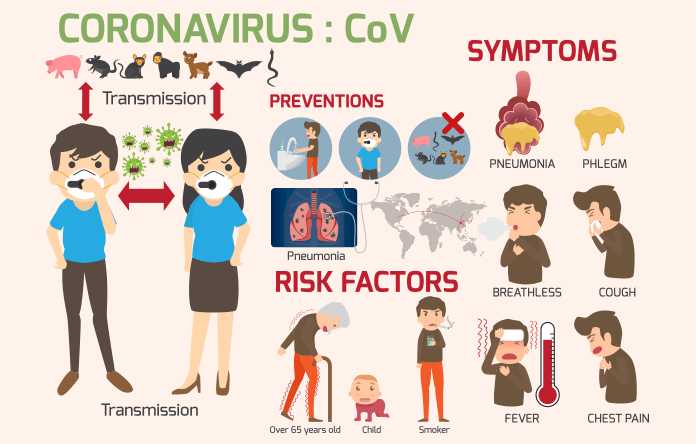 CORONAVIRUS : CoV
Transmission
Transmission
PREVENTIONS
Pneumonia
RISK FACTORS
Over 65 years old
Child
Smoker
SYMPTOMS
PNEUMONIA
PHLEGM
BREATHLESS
COUGH
FEVER
CHEST PAIN